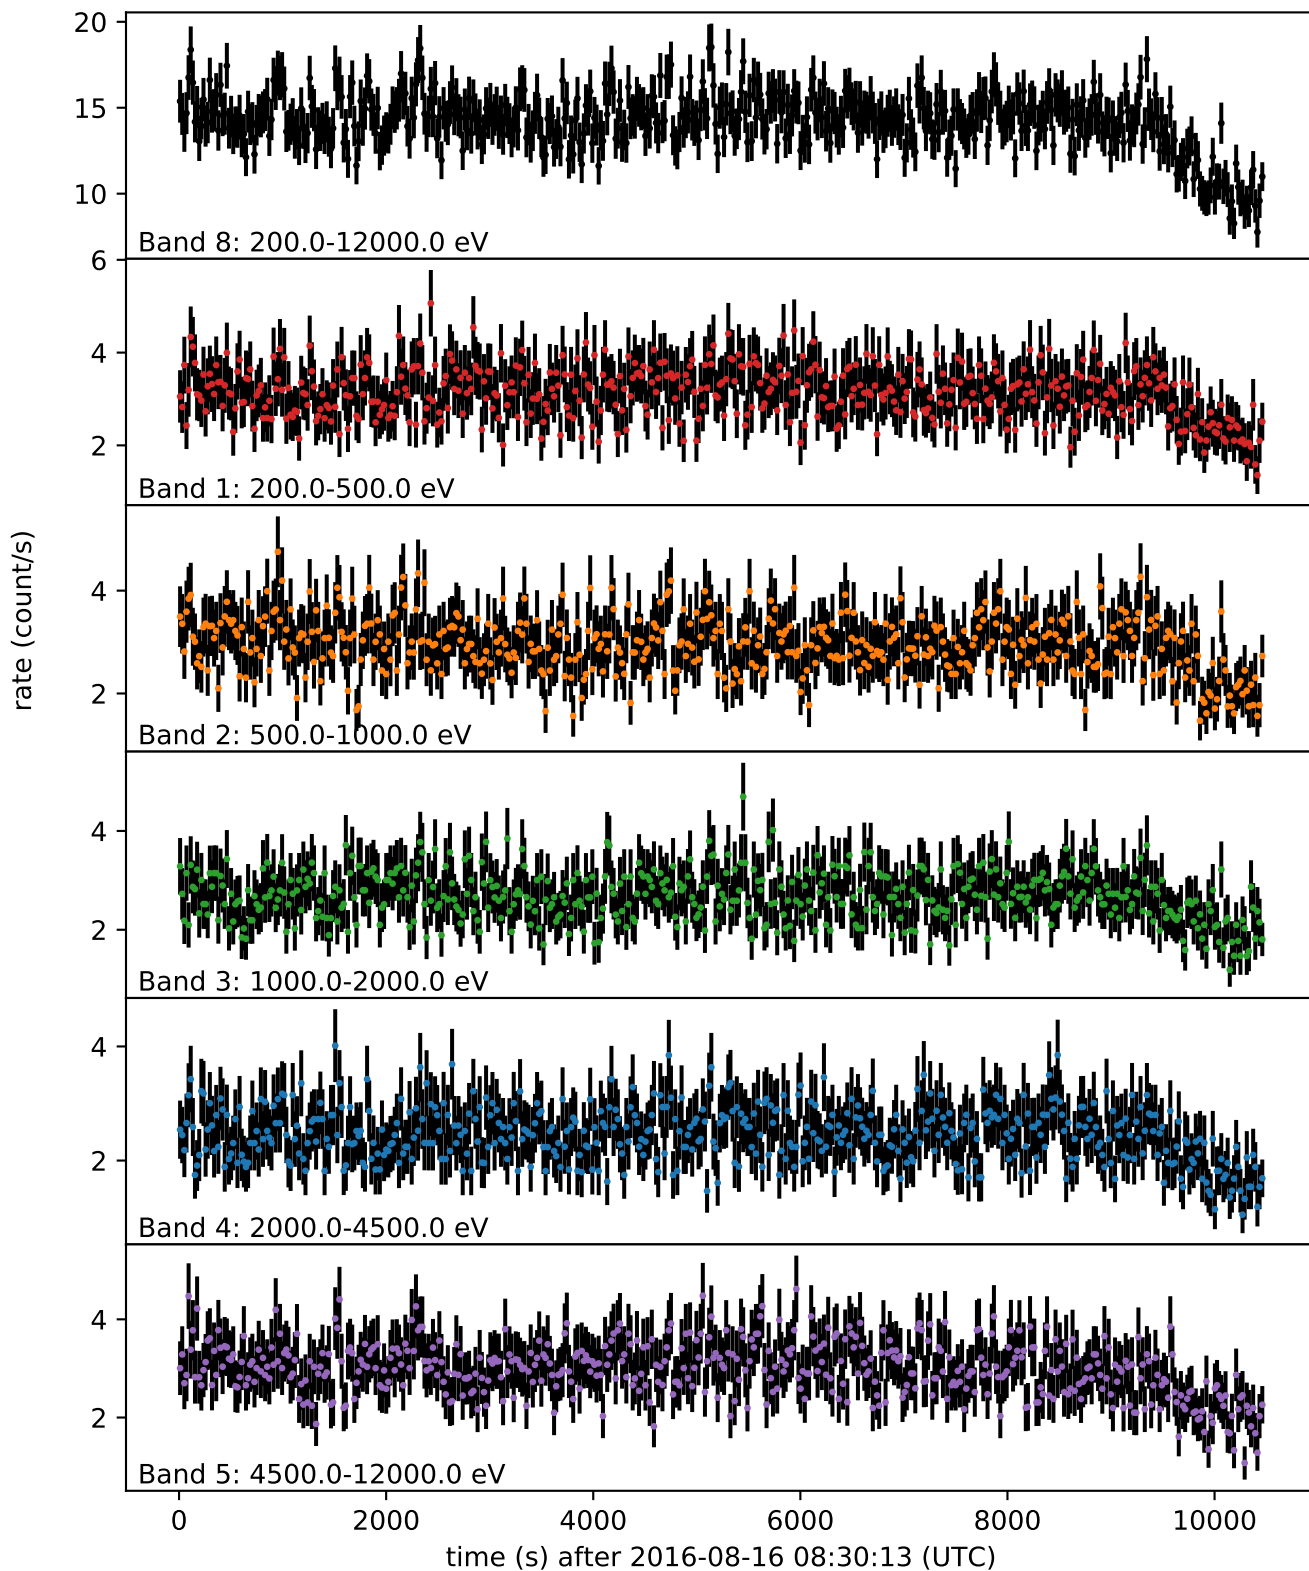 20
15
10
Band 8: 200.0-12000.0 eV
6
4
2
Band 1: 200.0-500.0 eV
rate (count/s)
4
2
Band 2: 500.0-1000.0 eV
4
2
Band 3: 1000.0-2000.0 eV
4
2
Band 4: 2000.0-4500.0 eV
4
2
Band 5: 4500.0-12000.0 eV
0 2000 4000 6000 8000 10000
time (s) after 2016-08-16 08:30:13 (UTC)